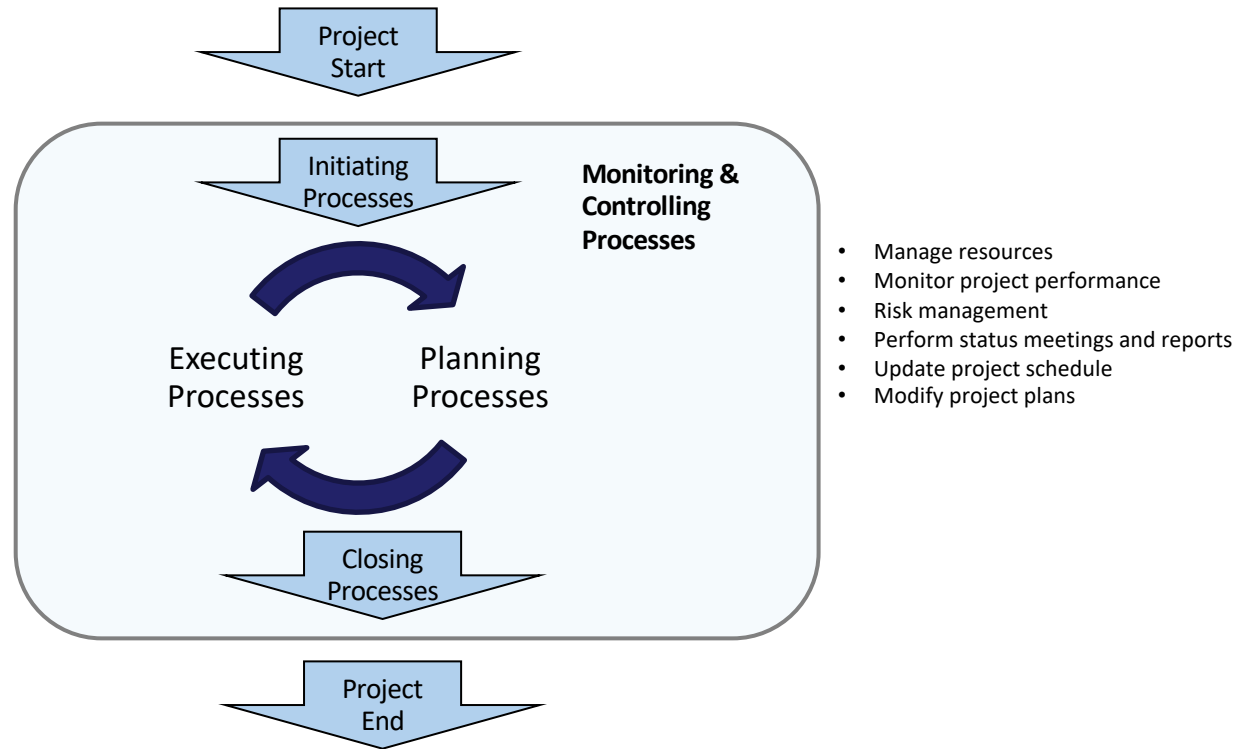 Project
Start
Initiating
Processes
Monitoring &
Controlling
Processes
Executing
Processes
Planning
Processes
Closing
Processes
Project
End
• Manage resources
• Monitor project performance
• Risk management
• Perform status meetings and reports
• Update project schedule
• Modify project plans